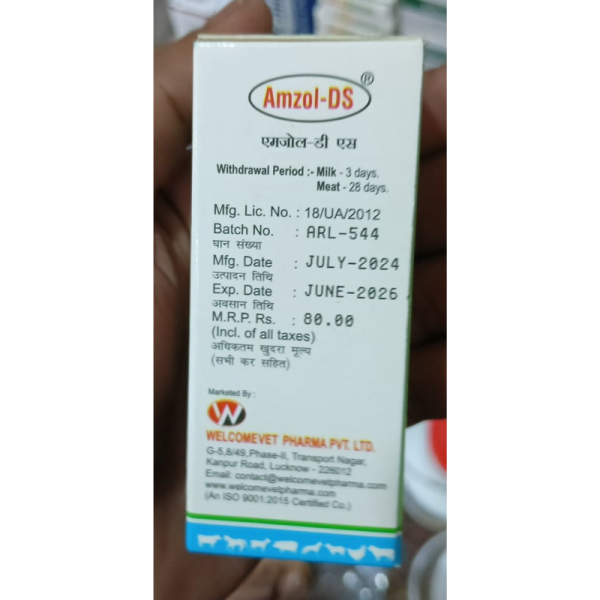 Amzol-DS ®
एमजोल-डी एस
Withdrawal Period :- Milk - 3 days.
Meat - 28 days.
Mfg. Lic. No. : 18/UA/2012
Batch No. : ARL-544
घान संख्या
Mfg. Date : JULY-2024
उत्पादन तिथि
Exp. Date : JUNE-2026
अवसान तिथि
M.R.P. Rs. : 80.00
(Incl. of all taxes)
अधिकतम खुदरा मूल्य
(सभी कर सहित)
Marketed By :
W
WELCOMEVET PHARMA PVT. LTD.
G-5,8/49,Phase-II, Transport Nagar,
Kanpur Road, Lucknow - 226012
Email: contact@welcomevetpharma.com
www.welcomevetpharma.com
(An ISO 9001:2015 Certified Co.)